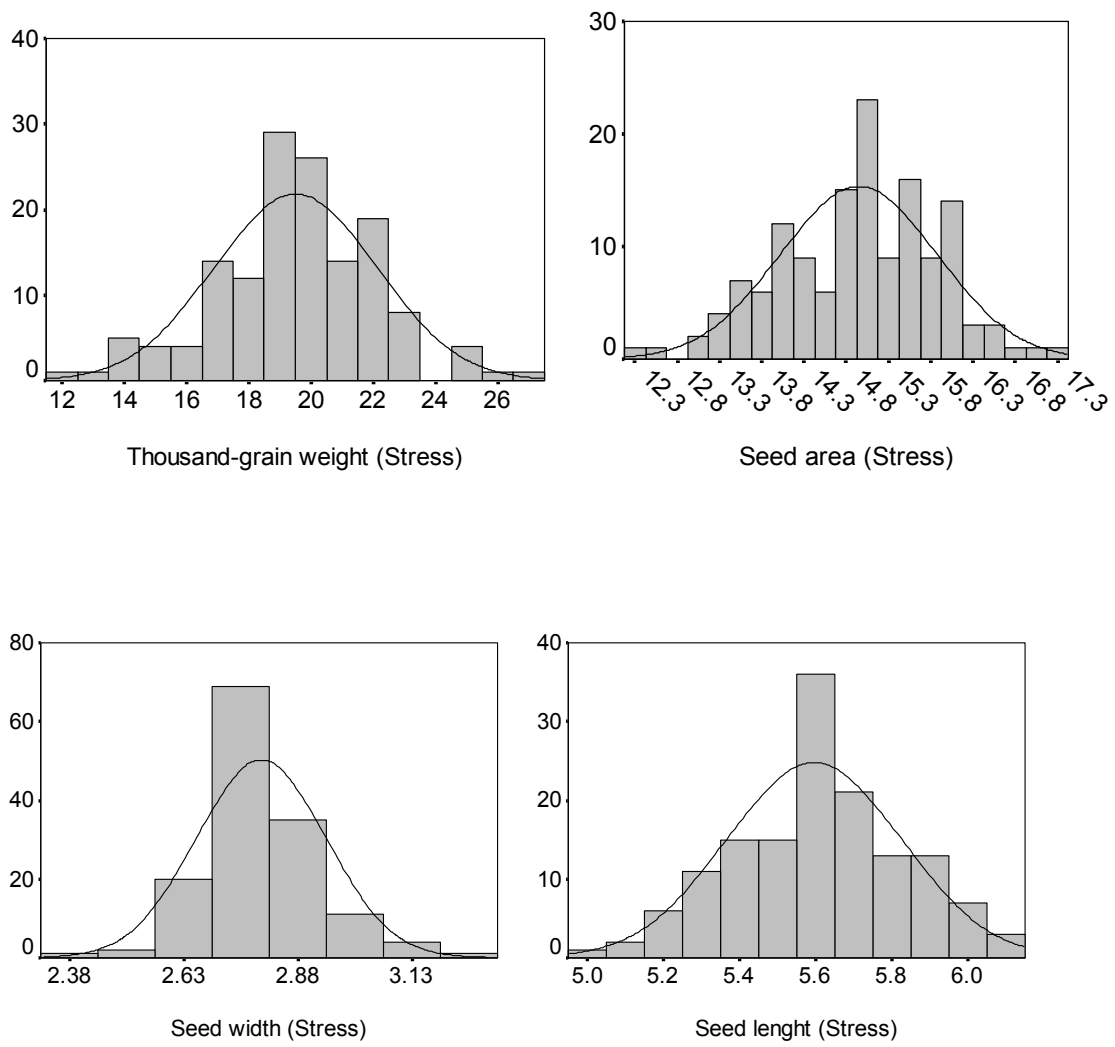 40
30
20
10
0
12 14 16 18 20 22 24 26
Thousand-grain weight (Stress)
30
20
10
0
12.3 12.8 13.3 13.8 14.3 14.8 15.3 15.8 16.3 16.8 17.3
Seed area (Stress)
80
60
40
20
0
2.38 2.63 2.88 3.13
Seed width (Stress)
40
30
20
10
0
5.0 5.2 5.4 5.6 5.8 6.0
Seed lenght (Stress)